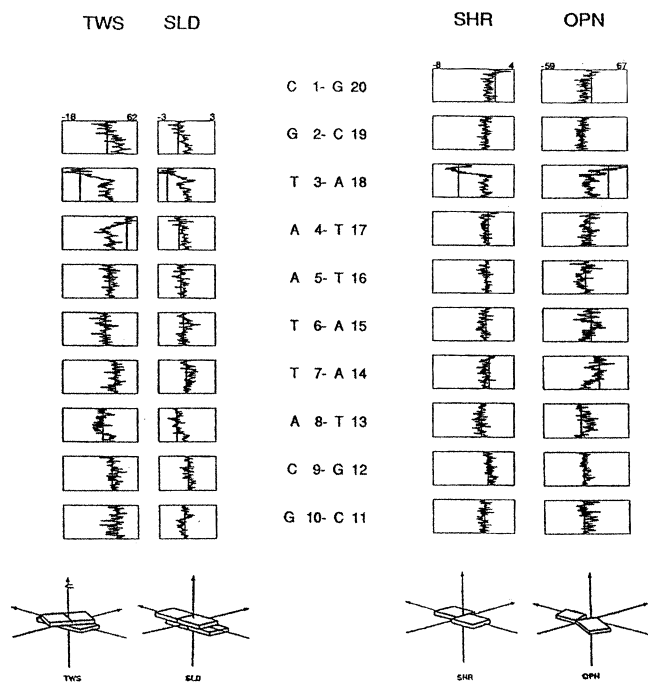 TWS SLD SHR OPN
-8 4 -59 67
C 1- G 20
-18 62 -3 3
G 2- C 19
T 3- A 18
A 4- T 17
A 5- T 16
T 6- A 15
T 7- A 14
A 8- T 13
C 9- G 12
G 10- C 11
TWS SLD SHR OPN